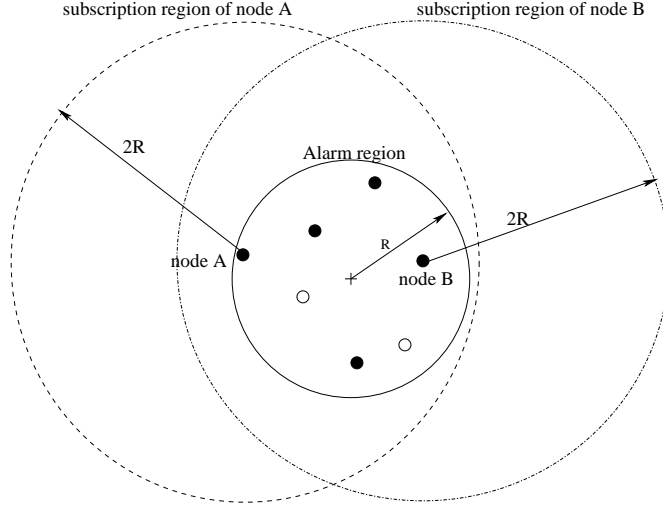 subscription region of node A
subscription region of node B
2R
Alarm region
R
2R
node A
node B